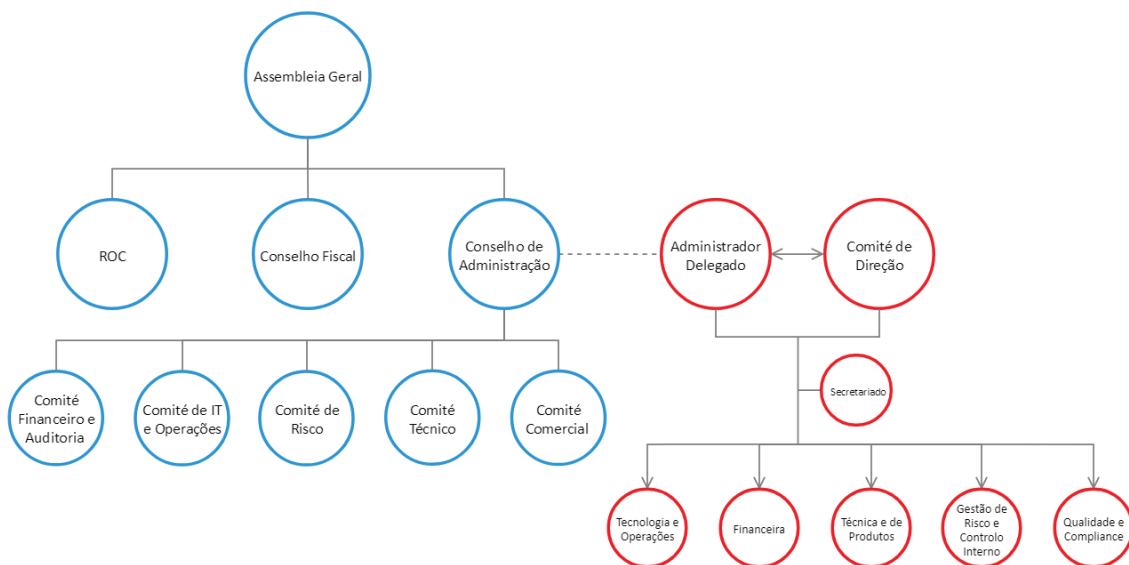 Assembleia Geral
ROC
Conselho Fiscal
Conselho de
Administração
Administrador
Delegado
Comité de
Direção
Secretariado
Comité
Financeiro e
Auditoria
Comité de IT
e Operações
Comité de
Risco
Comité
Técnico
Comité
Comercial
Tecnologia e
Operações
Financeira
Técnica e de
Produtos
Gestão de
Risco e
Controlo
Interno
Qualidade e
Compliance